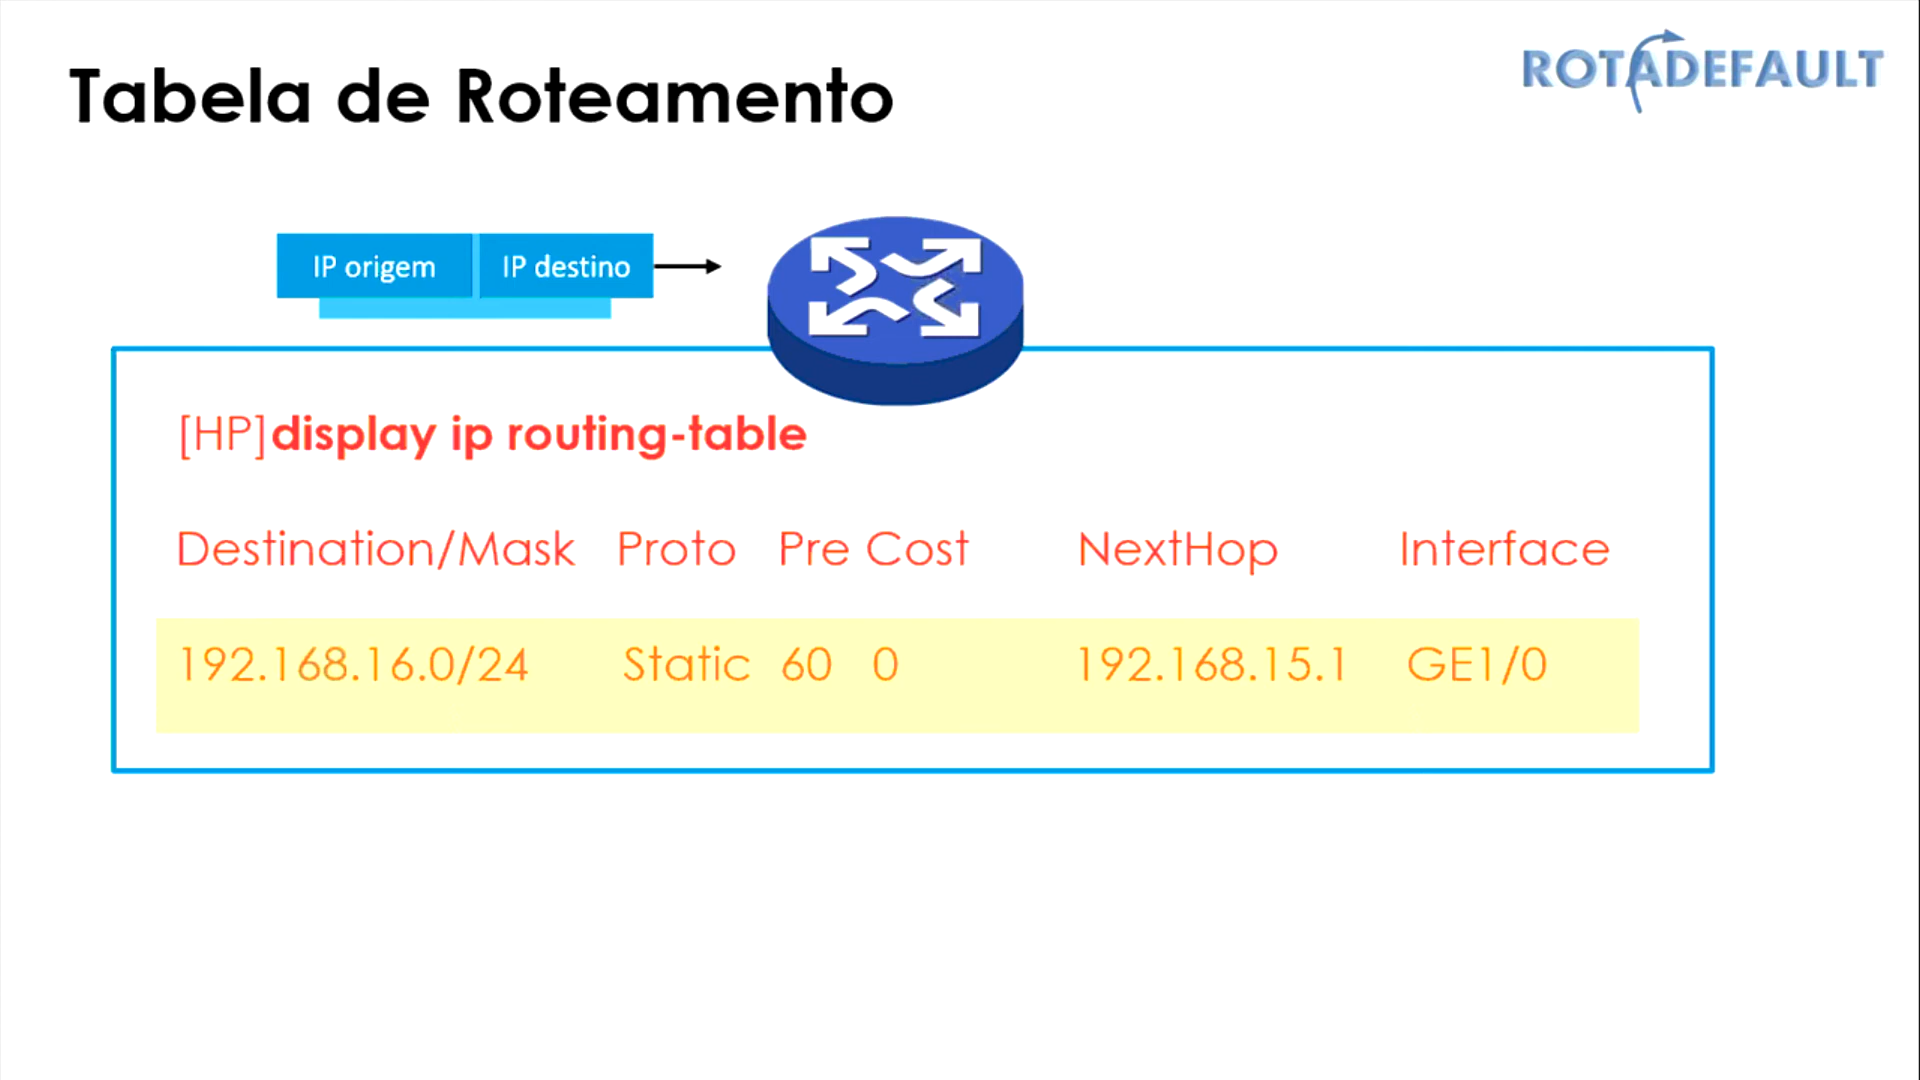 Tabela de Roteamento
ROTADEFAULT
IP origem IP destino
[HP]display ip routing-table
Destination/Mask Proto Pre Cost NextHop Interface
192.168.16.0/24 Static 60 0 192.168.15.1 GE1/0